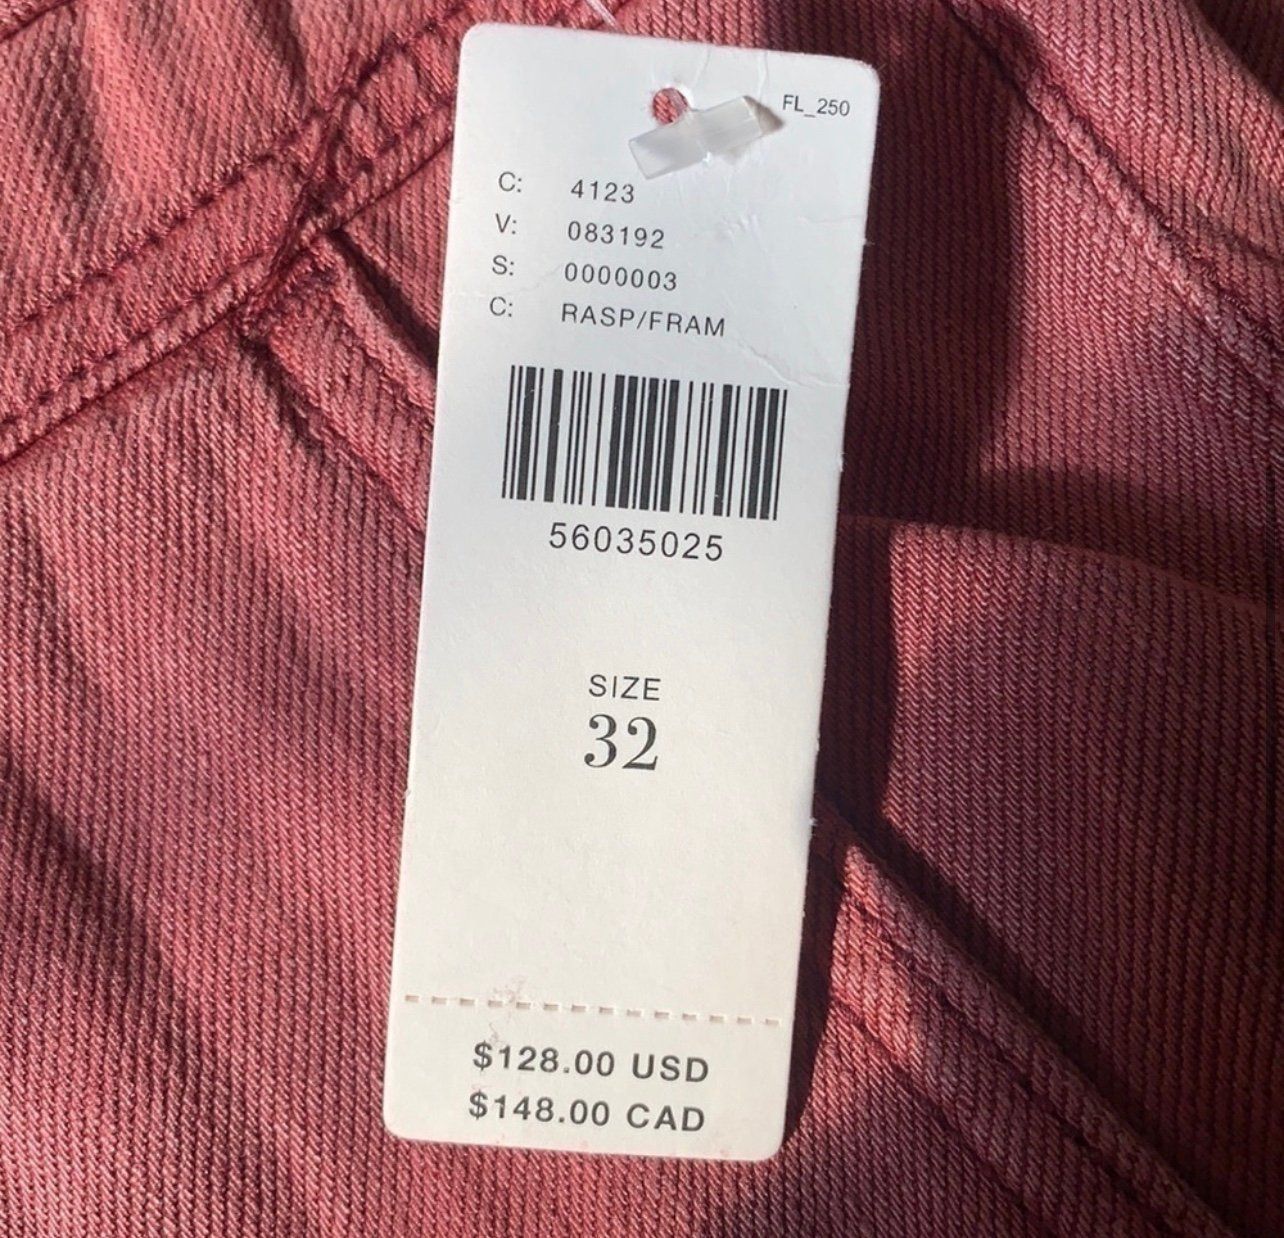 FL_250
C: 4123
V: 083192
S: 0000003
C: RASP/FRAM
56035025
SIZE
32
$128.00 USD
$148.00 CAD